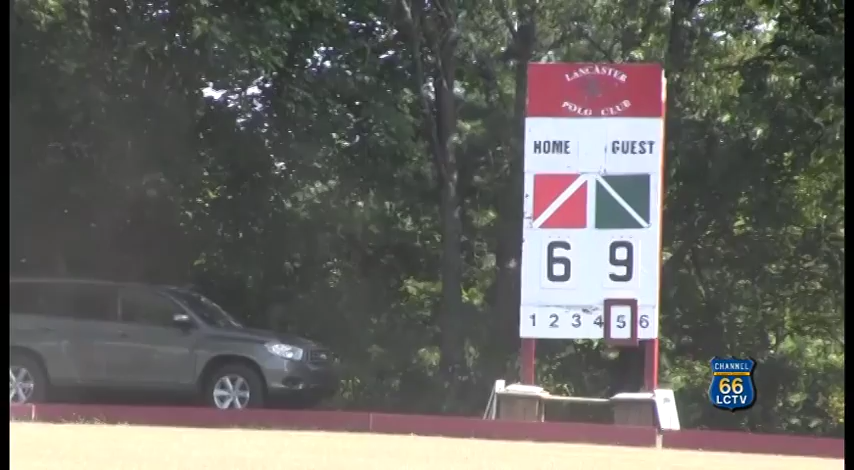 LANCASTER
POLO CLUB
HOME GUEST
6 9
1 2 3 4 5 6
CHANNEL
66
LCTV